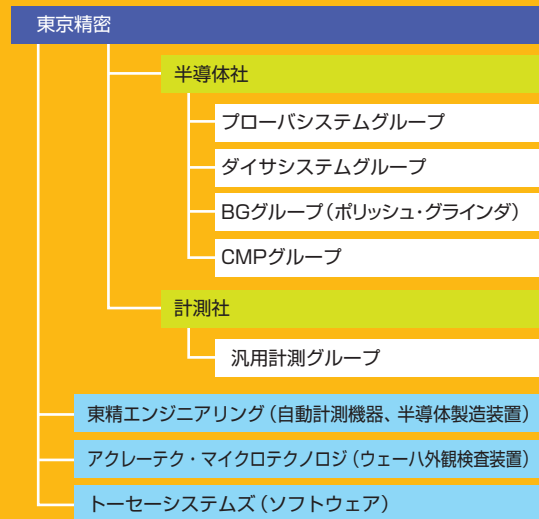 東京精密
半導体社
プローバシステムグループ
ダイサシステムグループ
BGグループ(ポリッシュ・グラインダ)
CMPグループ
計測社
汎用計測グループ
東精エンジニアリング(自動計測機器、半導体製造装置)
アクレーテク・マイクロテクノロジ(ウェーハ外観検査装置)
トーセーシステムズ(ソフトウェア)